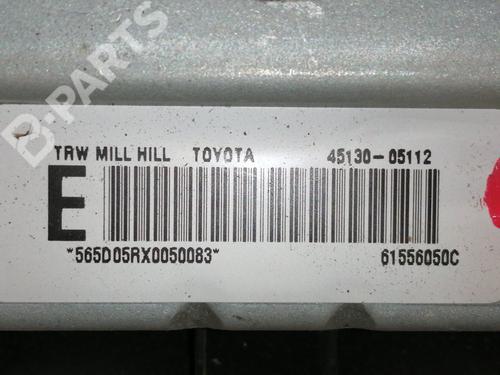 B-PARTS
TRW MILL HILL TOYOTA 45130-05112
E
*565D05RX0050083* 61556050C